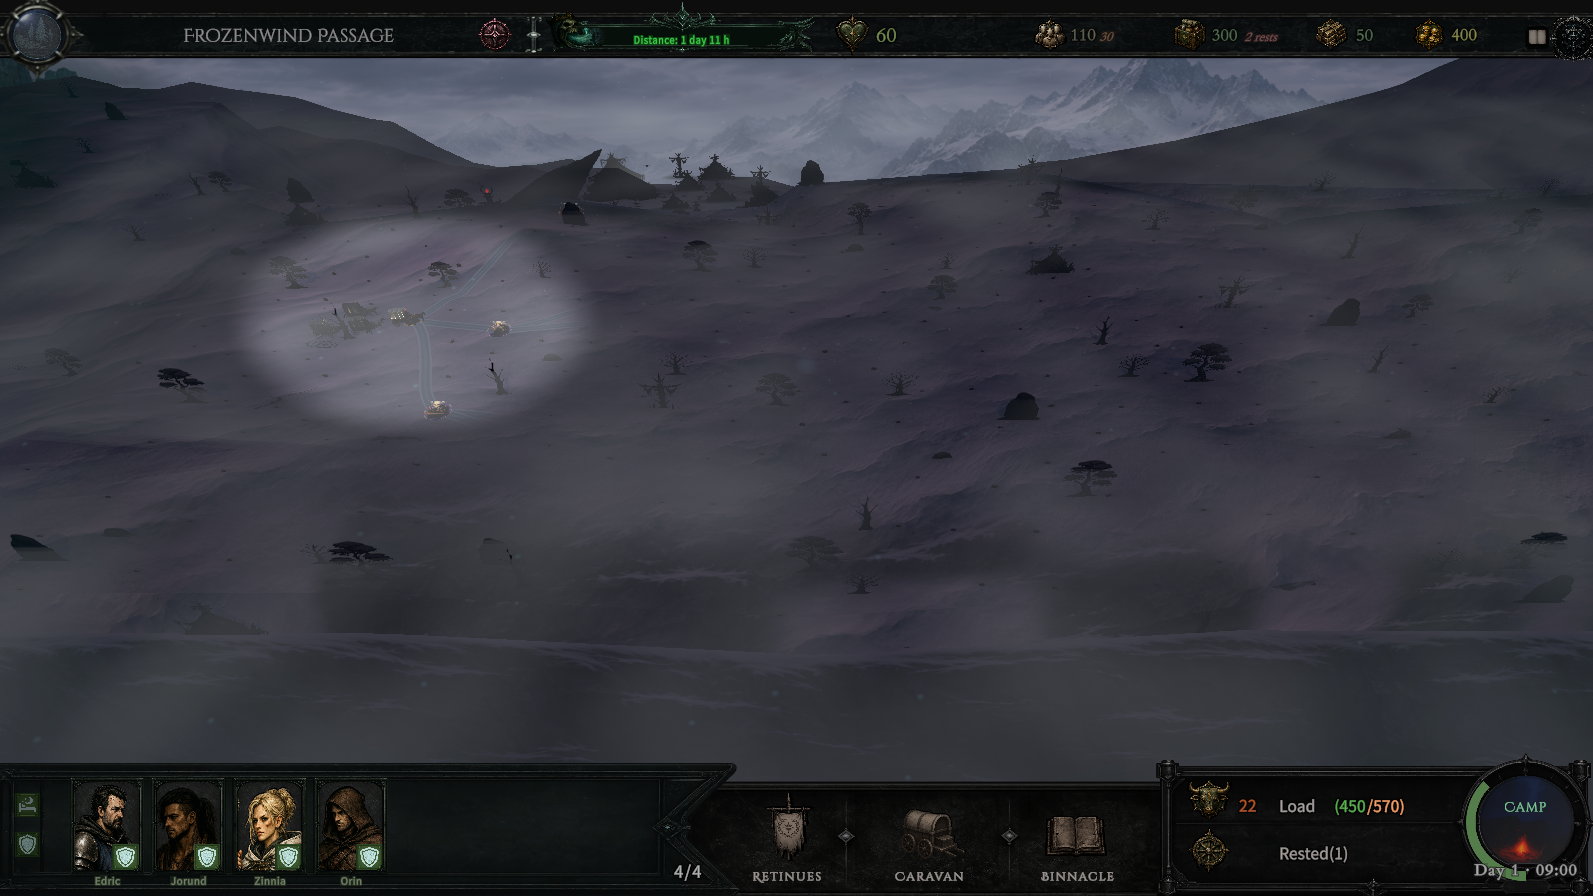 Frozenwind Passage
Distance: 1 day 11 h
60
110 30
300 2 rests
50
400
Edric
Jorund
Zinnia
Orin
4/4
Retinues
Caravan
Binnacle
22 Load (450/570)
Rested(1)
Camp
Day 1 · 09:00